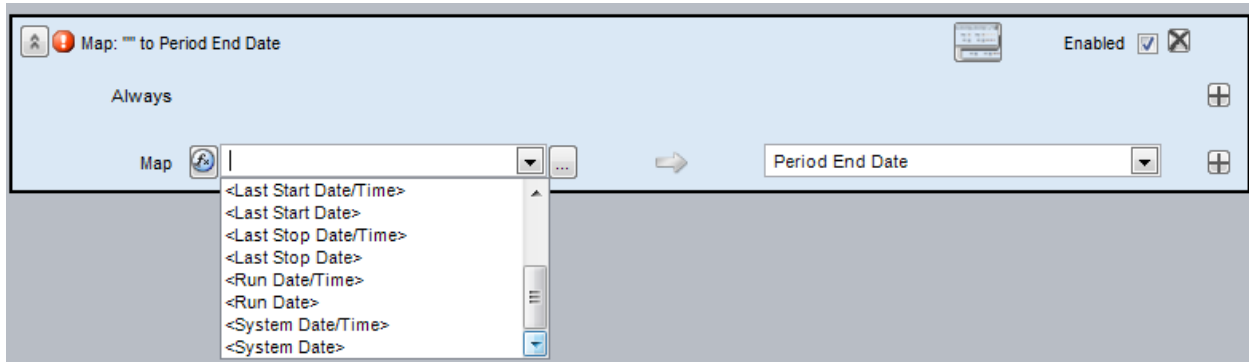 Map: "" to Period End Date
Enabled
Always
Map
...
Period End Date
<Last Start Date/Time>
<Last Start Date>
<Last Stop Date/Time>
<Last Stop Date>
<Run Date/Time>
<Run Date>
<System Date/Time>
<System Date>